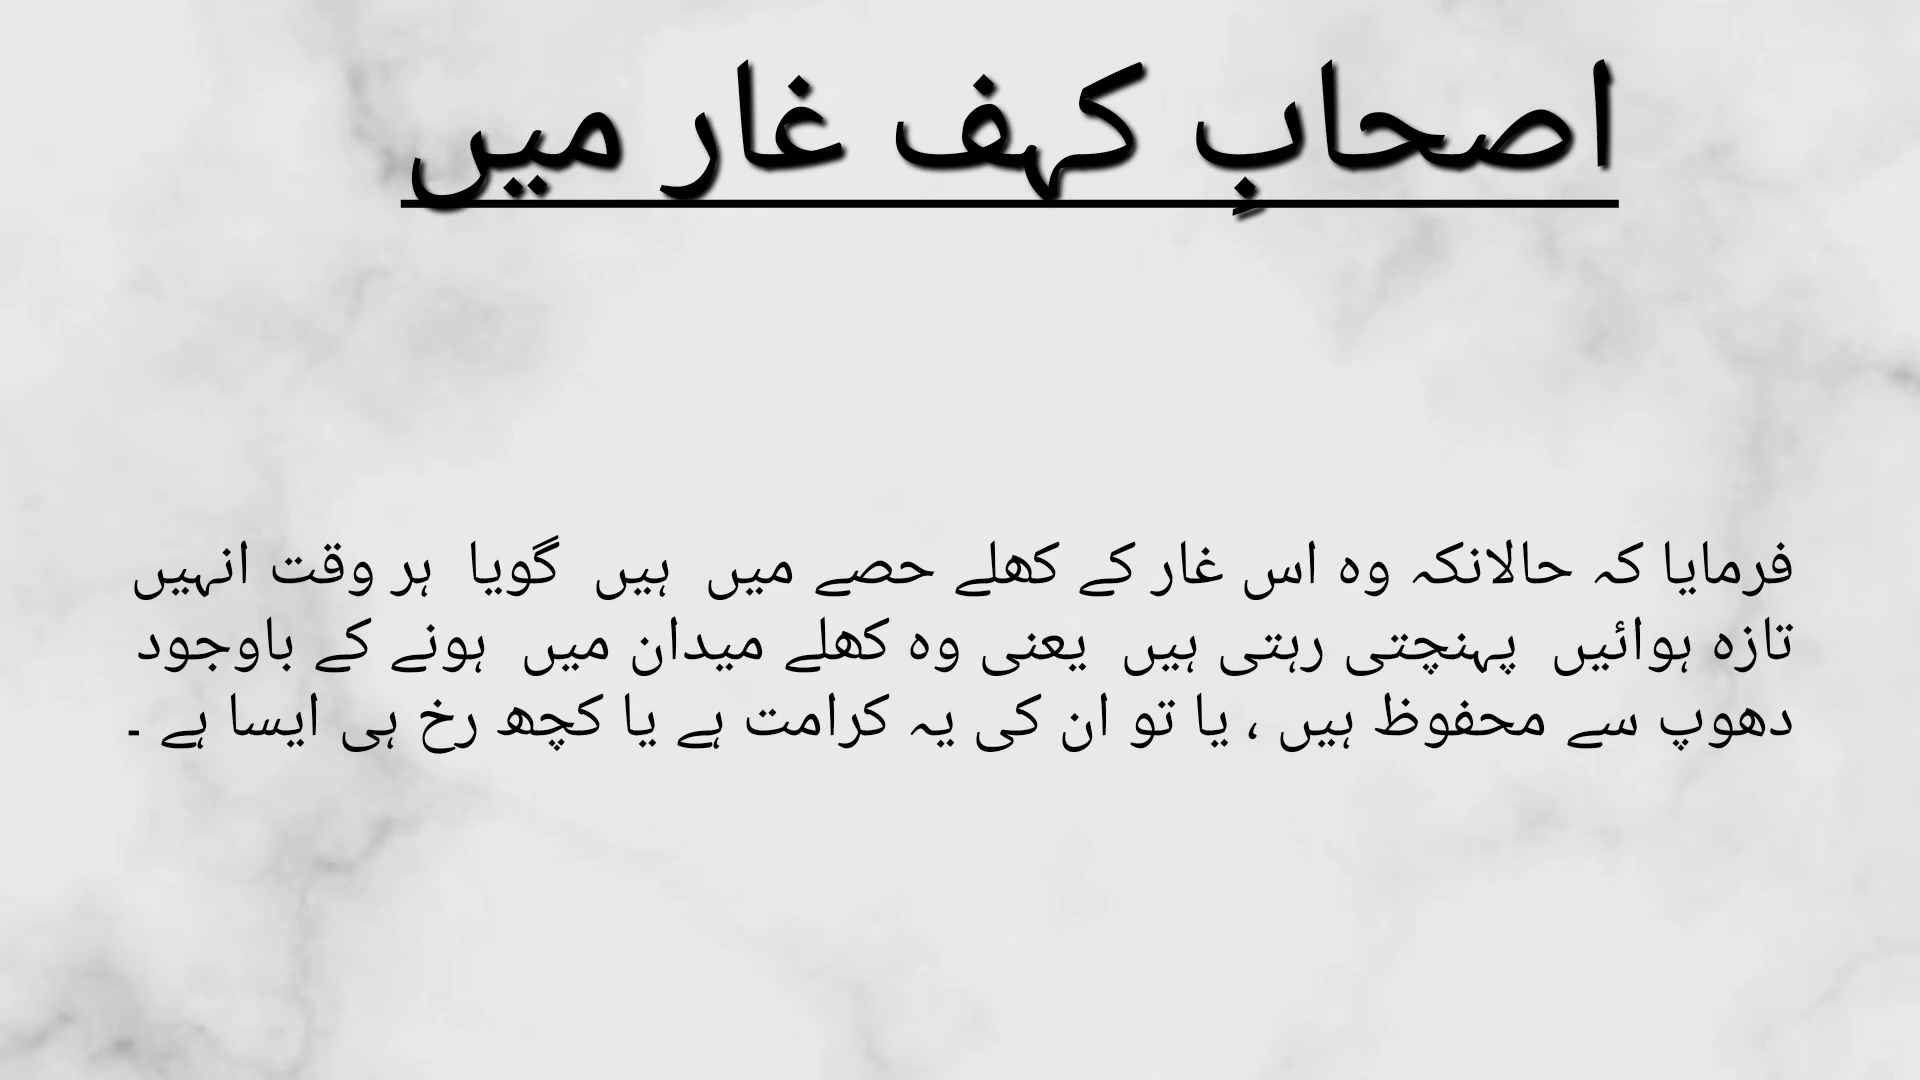 اصحابِ کہف غار میں
فرمایا کہ حالانکہ وہ اس غار کے کھلے حصے میں ہیں گویا ہر وقت انہیں
تازہ ہوائیں پہنچتی رہتی ہیں یعنی وہ کھلے میدان میں ہونے کے باوجود
دھوپ سے محفوظ ہیں ، یا تو ان کی یہ کرامت ہے یا کچھ رخ ہی ایسا ہے ۔